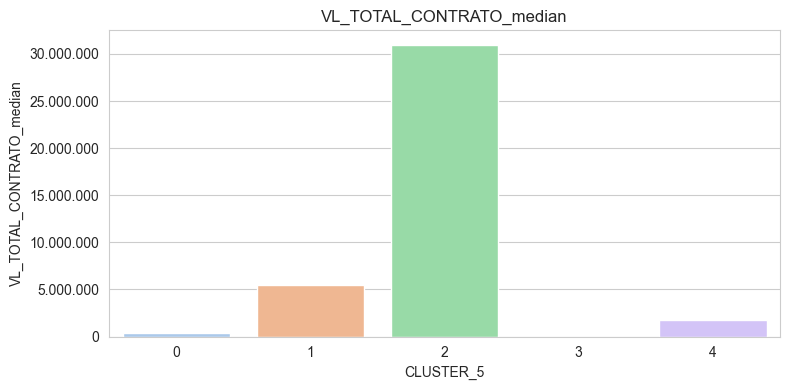 VL_TOTAL_CONTRATO_median
VL_TOTAL_CONTRATO_median
30.000.000
25.000.000
20.000.000
15.000.000
10.000.000
5.000.000
0
0 1 2 3 4
CLUSTER_5